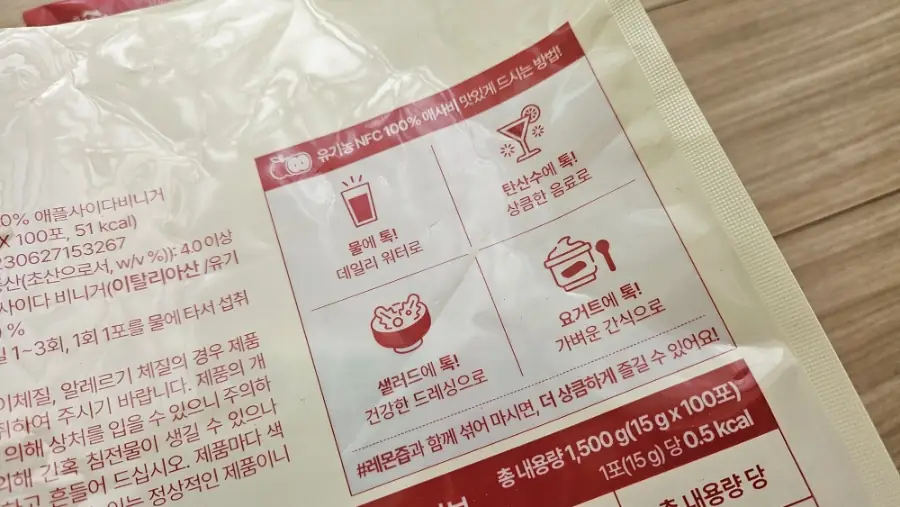 유기농 NFC 100% 애사비 맛있게 드시는 방법!
물에 톡!
데일리 워터로
탄산수에 톡!
상큼한 음료로
샐러드에 톡!
건강한 드레싱으로
요거트에 톡!
가벼운 간식으로
#레몬즙과 함께 섞어 마시면, 더 상큼하게 즐길 수 있어요!
0% 애플사이다비니거
X 100포, 51 kcal)
230627153267
산(초산으로서, w/v %)): 4.0 이상
사이다 비니거(이탈리아산 /유기
%
1~3회, 1회 1포를 물에 타서 섭취
이체질, 알레르기 체질의 경우 제품
취하여 주시기 바랍니다. 제품의 개
의해 상처를 입을 수 있으니 주의하
의해 간혹 침전물이 생길 수 있으나
하고 흔들어 드십시오. 제품마다 색
이는 정상적인 제품이니
총 내용량 1,500 g(15 g x 100포)
1포(15 g) 당 0.5 kcal
총 내용량 당